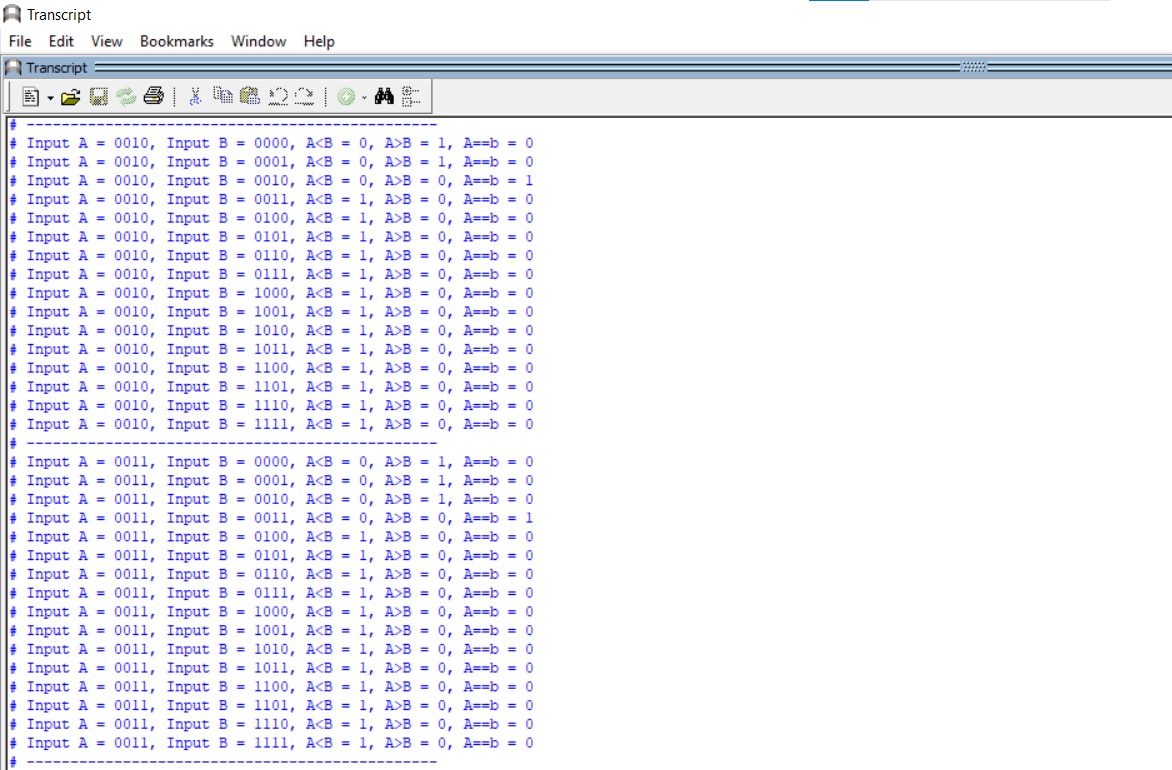 Transcript
File Edit View Bookmarks Window Help
Transcript
# -----------------------------------------------
# Input A = 0010, Input B = 0000, A<B = 0, A>B = 1, A==b = 0
# Input A = 0010, Input B = 0001, A<B = 0, A>B = 1, A==b = 0
# Input A = 0010, Input B = 0010, A<B = 0, A>B = 0, A==b = 1
# Input A = 0010, Input B = 0011, A<B = 1, A>B = 0, A==b = 0
# Input A = 0010, Input B = 0100, A<B = 1, A>B = 0, A==b = 0
# Input A = 0010, Input B = 0101, A<B = 1, A>B = 0, A==b = 0
# Input A = 0010, Input B = 0110, A<B = 1, A>B = 0, A==b = 0
# Input A = 0010, Input B = 0111, A<B = 1, A>B = 0, A==b = 0
# Input A = 0010, Input B = 1000, A<B = 1, A>B = 0, A==b = 0
# Input A = 0010, Input B = 1001, A<B = 1, A>B = 0, A==b = 0
# Input A = 0010, Input B = 1010, A<B = 1, A>B = 0, A==b = 0
# Input A = 0010, Input B = 1011, A<B = 1, A>B = 0, A==b = 0
# Input A = 0010, Input B = 1100, A<B = 1, A>B = 0, A==b = 0
# Input A = 0010, Input B = 1101, A<B = 1, A>B = 0, A==b = 0
# Input A = 0010, Input B = 1110, A<B = 1, A>B = 0, A==b = 0
# Input A = 0010, Input B = 1111, A<B = 1, A>B = 0, A==b = 0
# -----------------------------------------------
# Input A = 0011, Input B = 0000, A<B = 0, A>B = 1, A==b = 0
# Input A = 0011, Input B = 0001, A<B = 0, A>B = 1, A==b = 0
# Input A = 0011, Input B = 0010, A<B = 0, A>B = 1, A==b = 0
# Input A = 0011, Input B = 0011, A<B = 0, A>B = 0, A==b = 1
# Input A = 0011, Input B = 0100, A<B = 1, A>B = 0, A==b = 0
# Input A = 0011, Input B = 0101, A<B = 1, A>B = 0, A==b = 0
# Input A = 0011, Input B = 0110, A<B = 1, A>B = 0, A==b = 0
# Input A = 0011, Input B = 0111, A<B = 1, A>B = 0, A==b = 0
# Input A = 0011, Input B = 1000, A<B = 1, A>B = 0, A==b = 0
# Input A = 0011, Input B = 1001, A<B = 1, A>B = 0, A==b = 0
# Input A = 0011, Input B = 1010, A<B = 1, A>B = 0, A==b = 0
# Input A = 0011, Input B = 1011, A<B = 1, A>B = 0, A==b = 0
# Input A = 0011, Input B = 1100, A<B = 1, A>B = 0, A==b = 0
# Input A = 0011, Input B = 1101, A<B = 1, A>B = 0, A==b = 0
# Input A = 0011, Input B = 1110, A<B = 1, A>B = 0, A==b = 0
# Input A = 0011, Input B = 1111, A<B = 1, A>B = 0, A==b = 0
# -----------------------------------------------